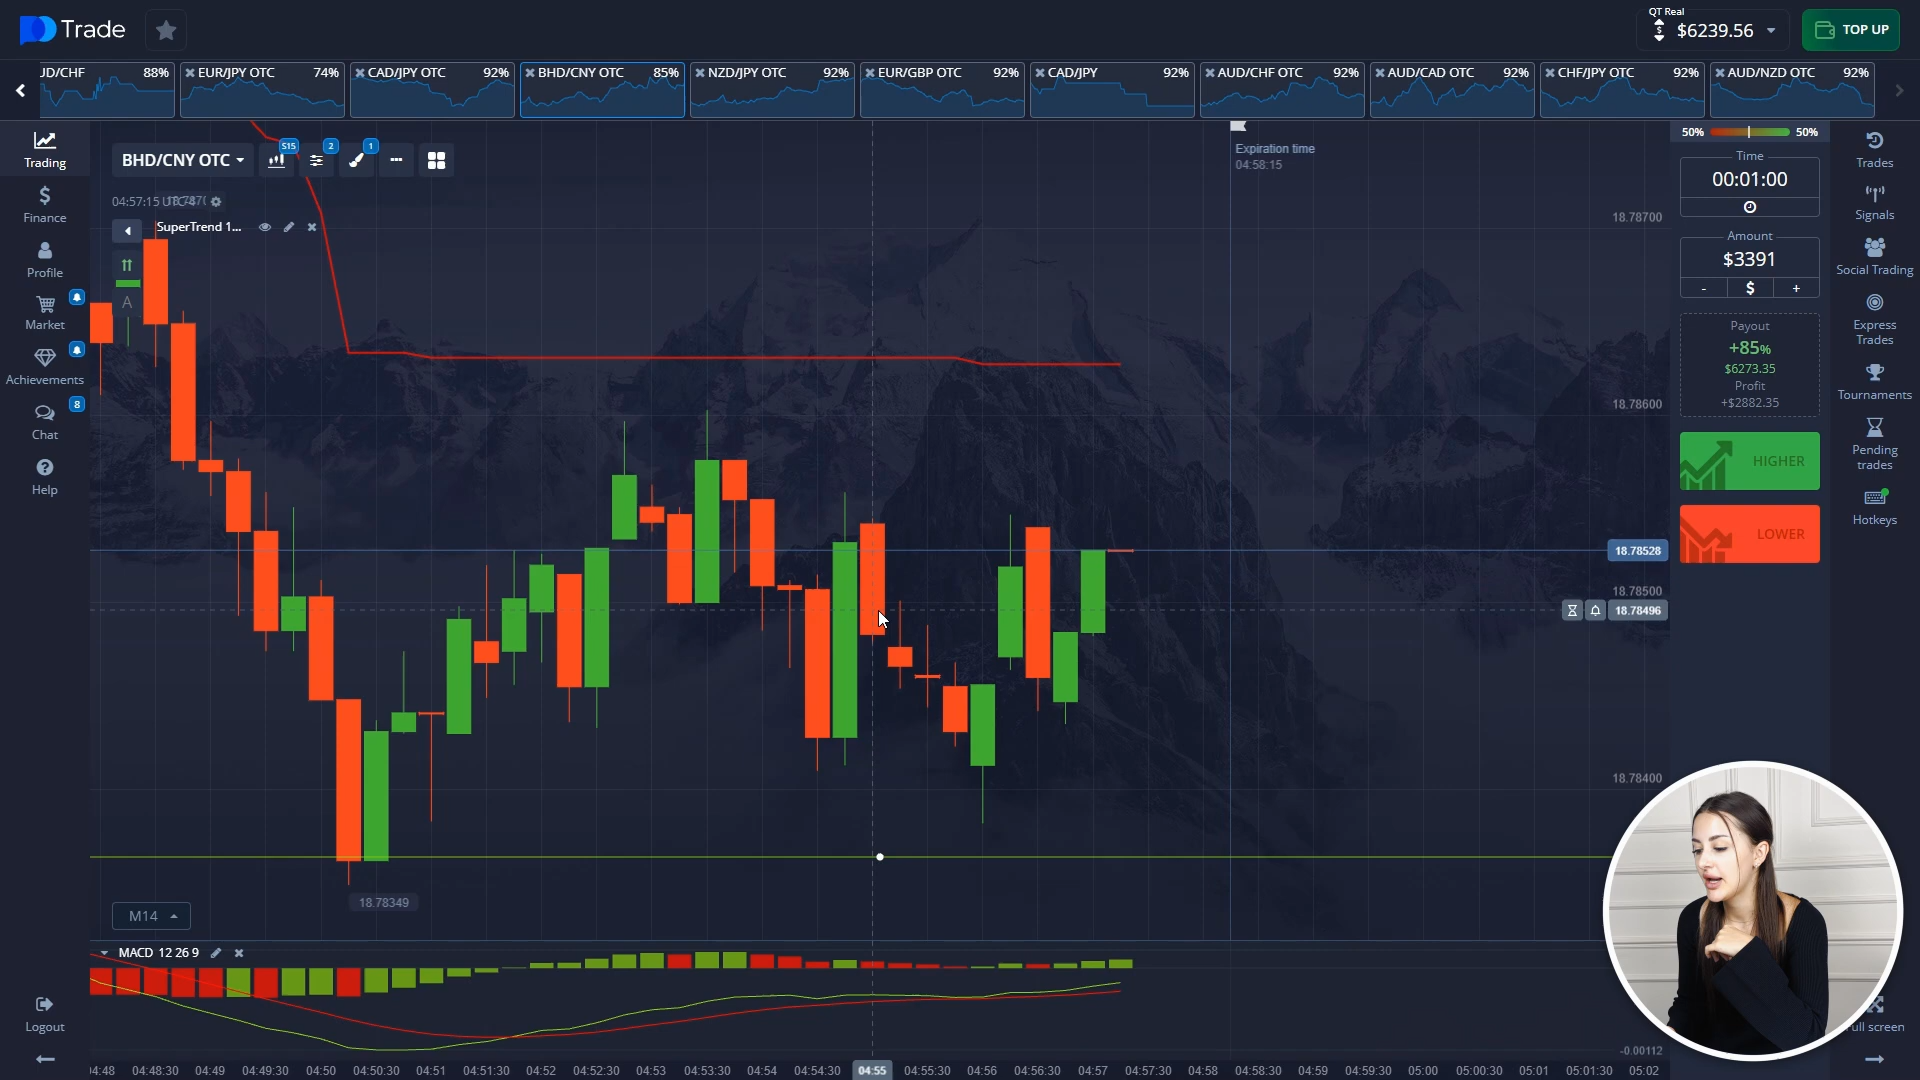 Trade
QT Real
$6239.56
TOP UP
JD/CHF 88%
EUR/JPY OTC 74%
CAD/JPY OTC 92%
BHD/CNY OTC 85%
NZD/JPY OTC 92%
EUR/GBP OTC 92%
CAD/JPY 92%
AUD/CHF OTC 92%
AUD/CAD OTC 92%
CHF/JPY OTC 92%
AUD/NZD OTC 92%
Trading
Finance
Profile
Market
Achievements
8
Chat
Help
Logout
BHD/CNY OTC
S15
2
1
04:57:15
SuperTrend 1...
A
Expiration time
04:58:15
18.78700
18.78600
18.78528
18.78500
18.78496
18.78400
18.78349
M14
MACD 12 26 9
-0.00112
04:48 04:48:30 04:49 04:49:30 04:50 04:50:30 04:51 04:51:30 04:52 04:52:30 04:53 04:53:30 04:54 04:54:30 04:55 04:55:30 04:56 04:56:30 04:57 04:57:30 04:58 04:58:30 04:59 04:59:30 05:00 05:00:30 05:01 05:01:30 05:02
50% 50%
Time
00:01:00
Amount
$3391
- $ +
Payout
+85%
$6273.35
Profit
+$2882.35
HIGHER
LOWER
Trades
Signals
Social Trading
Express
Trades
Tournaments
Pending
trades
Hotkeys
ull screen